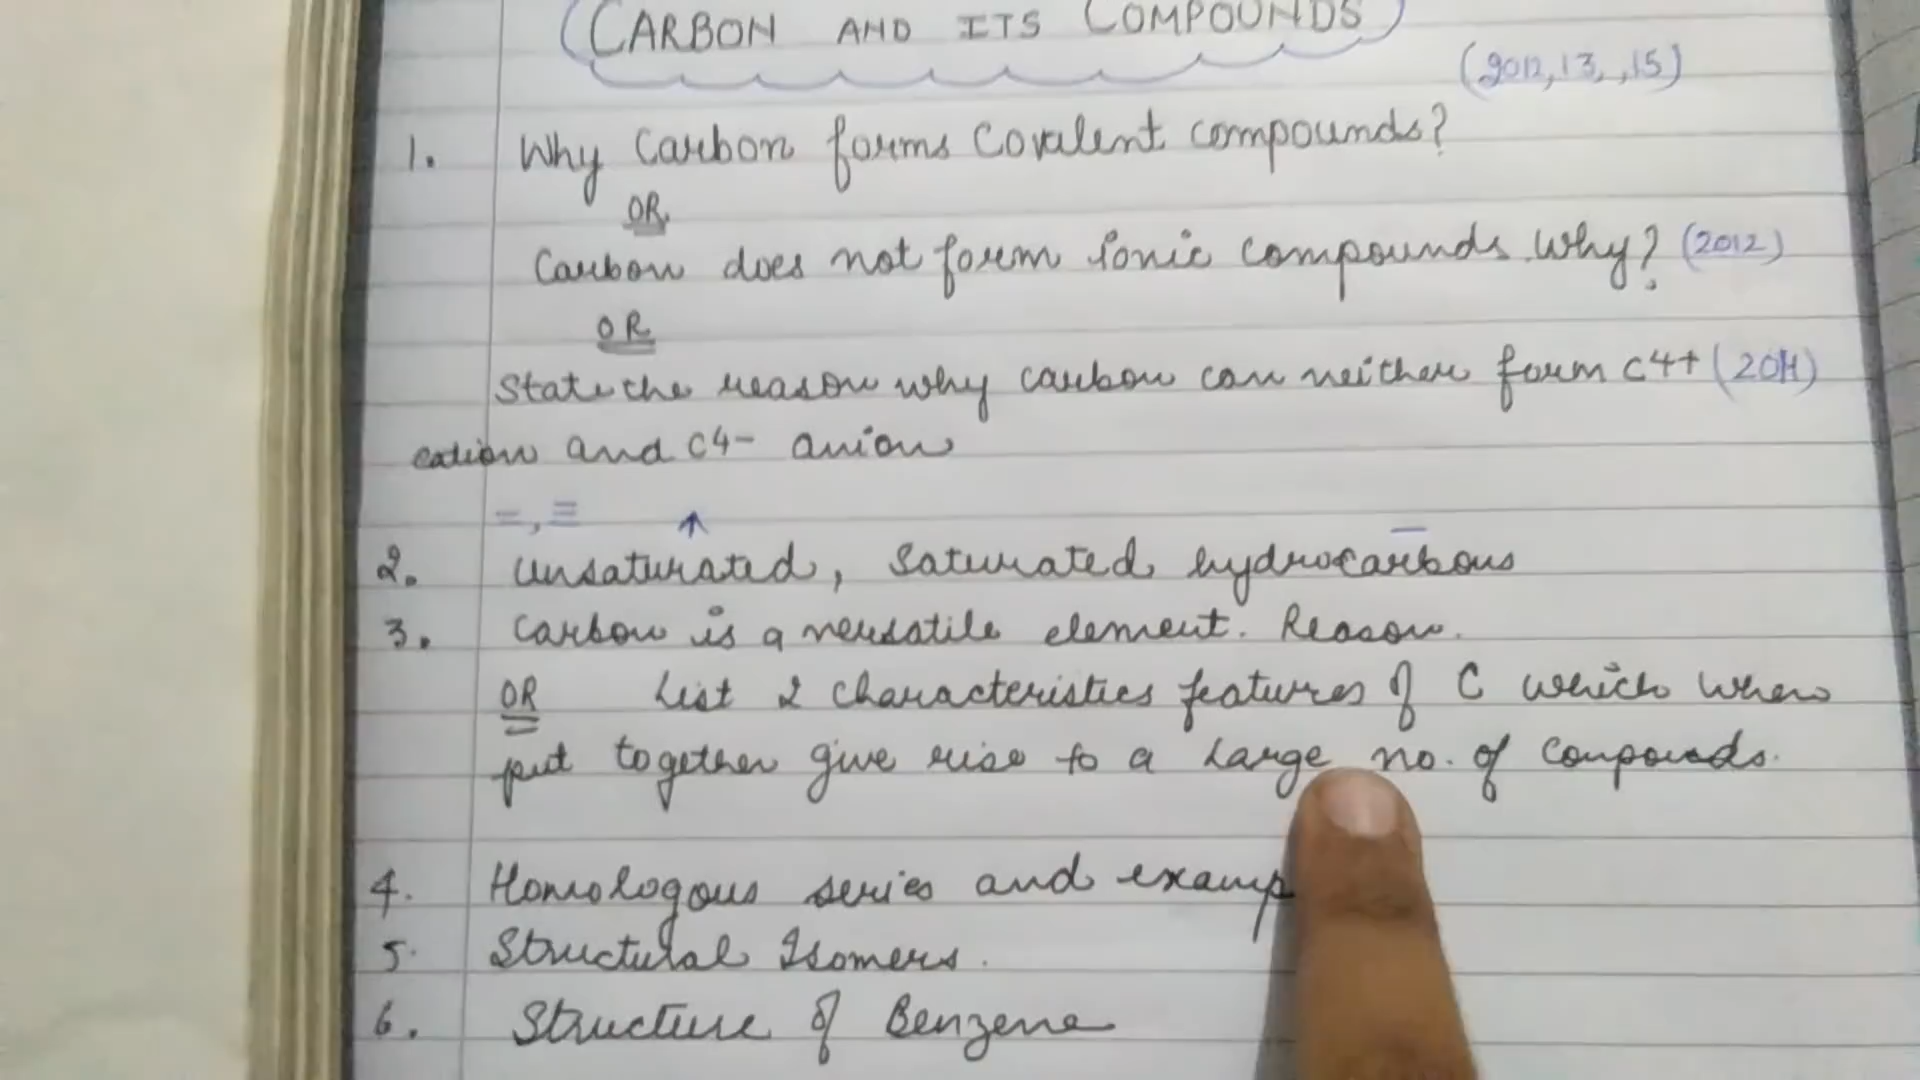 CARBON AND ITS COMPOUNDS
(2012,13, ,15)
1. Why Carbon forms Covalent compounds?
OR
Carbon does not form ionic compounds. Why? (2012)
OR
State the reason why carbon can neither form C4+ (2014)
cation and C4- anion
=, ≡ ↑ —
2. Unsaturated, Saturated hydrocarbons
3. Carbon is a versatile element. Reason.
OR List 2 characteristics features of C which when
put together give rise to a large no. of compounds.
4. Homologous series and examp
5. Structural Isomers.
6. Structure of Benzene